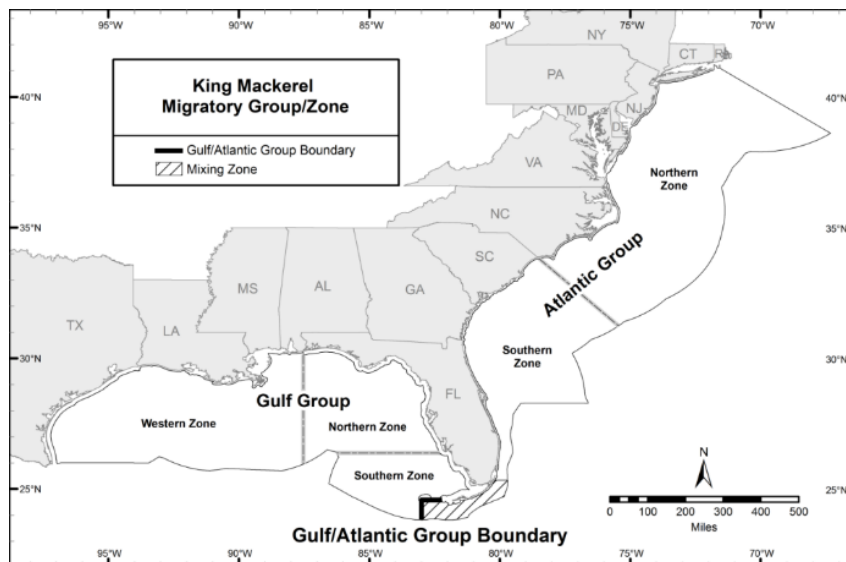 85°W
80°W
75°W
70°W
NY
CT
RI
PA
40°N
40°N
MD
NJ
DE
King Mackerel
Migratory Group/Zone
Gulf/Atlantic Group Boundary
Mixing Zone
VA
Northern
Zone
NC
35°N
35°N
SC
Atlantic Group
MS
AL
GA
TX
LA
30°N
30°N
Southern
Zone
FL
Gulf Group
Western Zone
Northern Zone
Southern Zone
25°N
25°N
N
0 50 100 200 300 400 500
Miles
Gulf/Atlantic Group Boundary
95°W
90°W
85°W
80°W
75°W
70°W